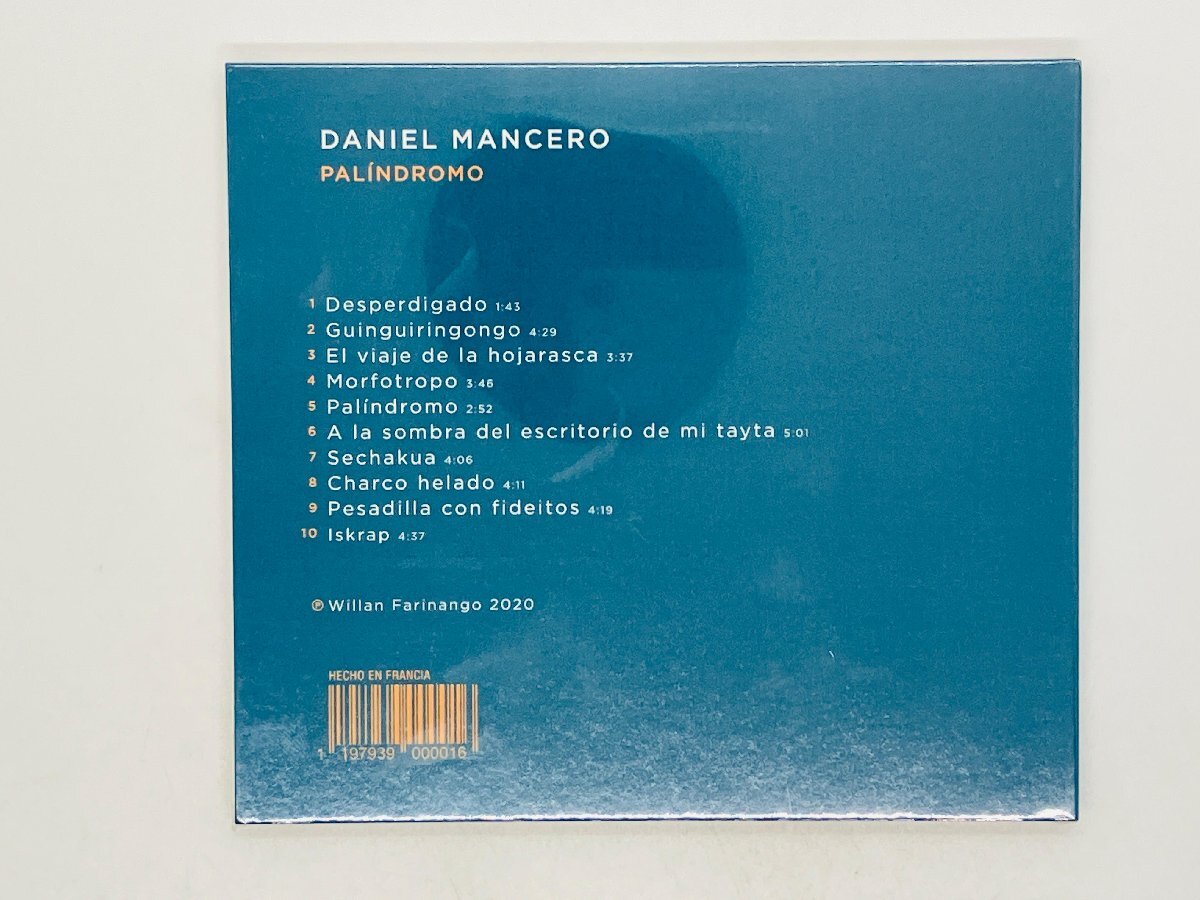 DANIEL MANCERO
PALÍNDROMO
1 Desperdigado 1:43
2 Guinguiringongo 4:29
3 El viaje de la hojarasca 3:37
4 Morfotropo 3:46
5 Palíndromo 2:52
6 A la sombra del escritorio de mi tayta 5:01
7 Sechakua 4:06
8 Charco helado 4:11
9 Pesadilla con fideitos 4:19
10 Iskrap 4:37
℗ Willan Farinango 2020
HECHO EN FRANCIA
1 197939 000016